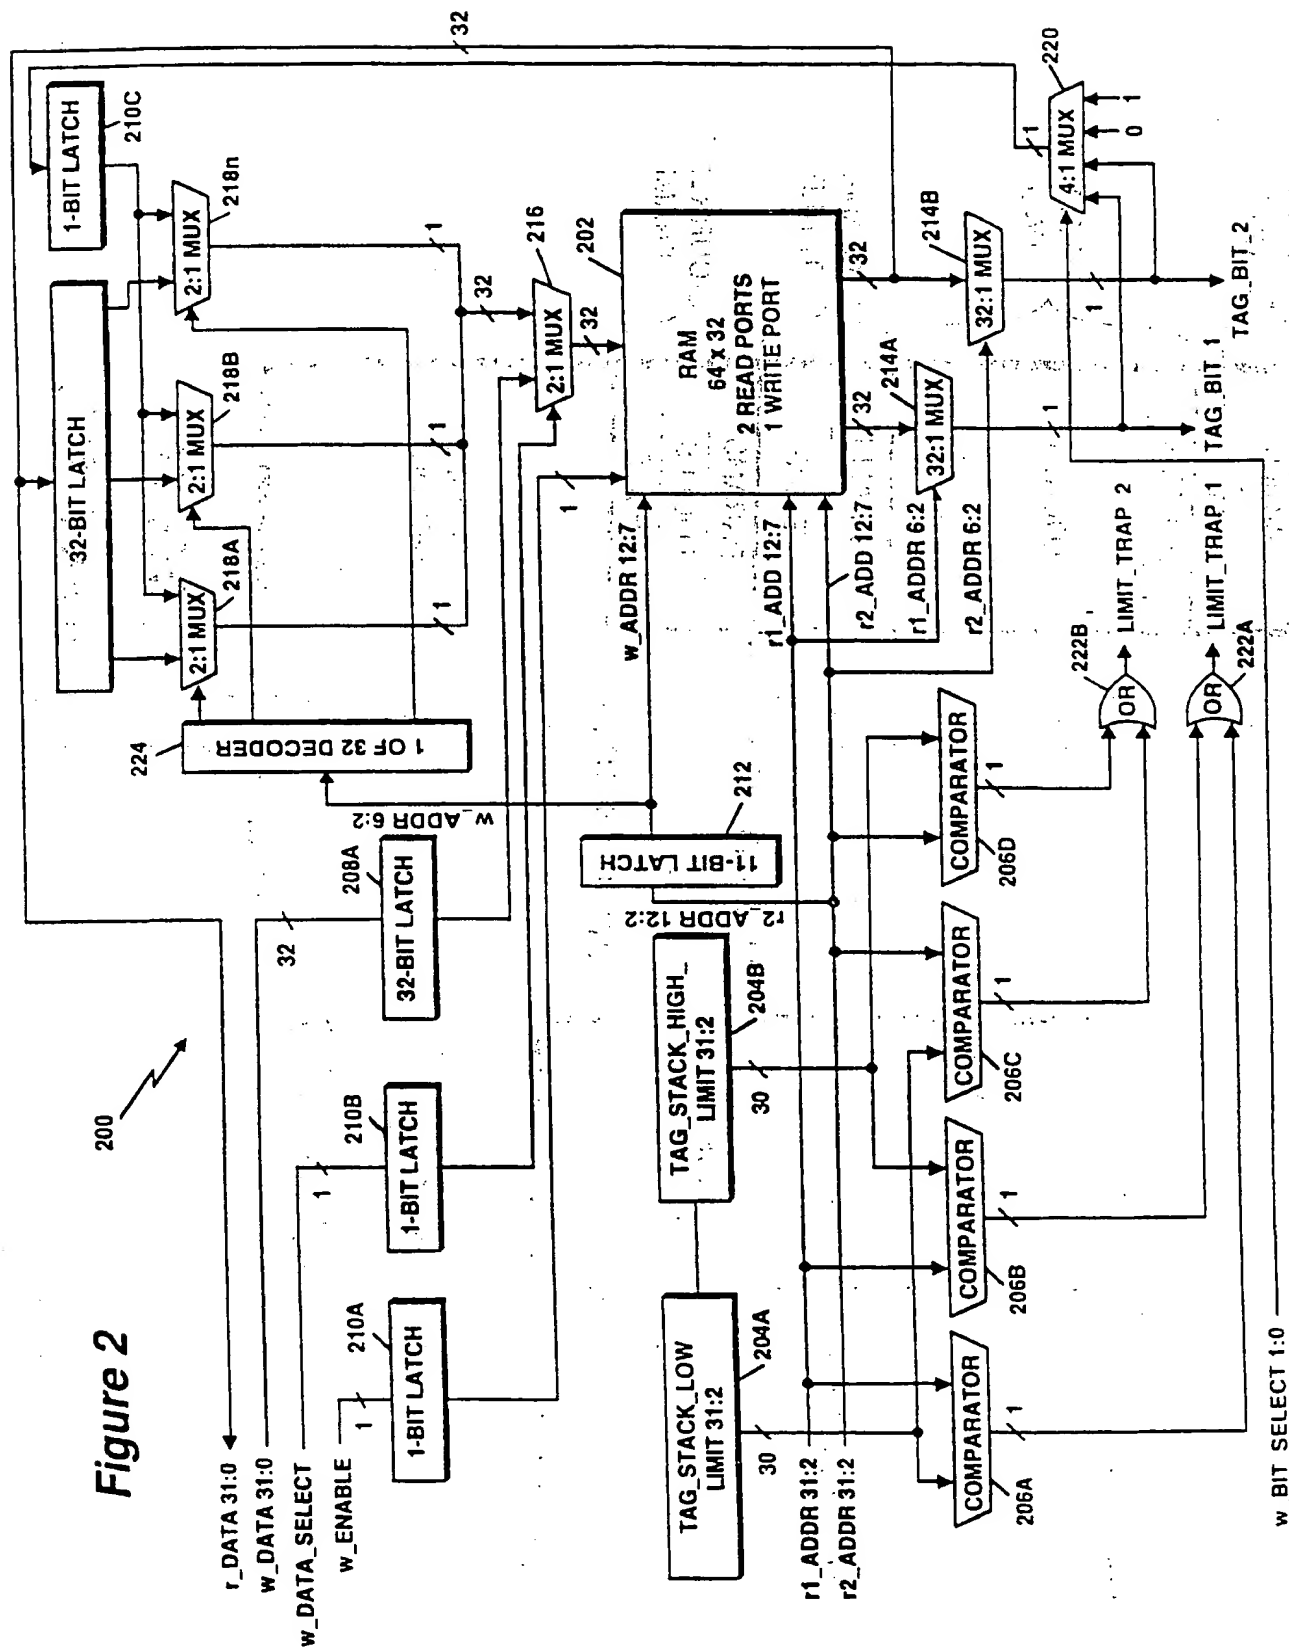 Figure 2
200
r_DATA 31:0
w_DATA 31:0
w_DATA_SELECT
w_ENABLE
1
1
32
1-BIT LATCH
210A
1-BIT LATCH
210B
32-BIT LATCH
208A
w_ADDR 6:2
1 OF 32 DECODER
224
32-BIT LATCH
1-BIT LATCH
210C
2:1 MUX
218A
2:1 MUX
218B
2:1 MUX
218n
1
1
1
32
32
2:1 MUX
216
32
1
RAM
64 x 32
2 READ PORTS
1 WRITE PORT
202
w_ADDR 12:7
r1_ADD 12:7
r2_ADD 12:7
r1_ADDR 6:2
r2_ADDR 6:2
32
32
32:1 MUX
214A
32:1 MUX
214B
1
1
4:1 MUX
220
1
0
1
TAG_BIT_1
TAG_BIT_2
11-BIT LATCH
212
r2_ADDR 12:2
TAG_STACK_LOW
LIMIT 31:2
204A
TAG_STACK_HIGH_
LIMIT 31:2
204B
30
30
r1_ADDR 31:2
r2_ADDR 31:2
COMPARATOR
206A
COMPARATOR
206B
COMPARATOR
206C
COMPARATOR
206D
1
1
1
1
OR
222B
LIMIT_TRAP 2
OR
222A
LIMIT_TRAP 1
w_BIT SELECT 1:0